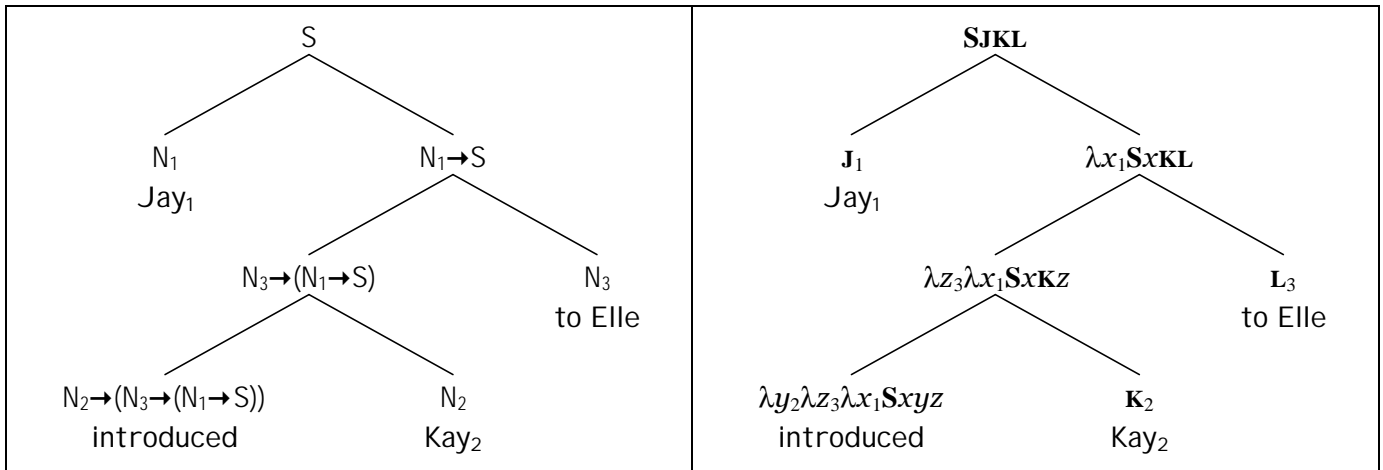 S
N₁ N₁→S
Jay₁
N₃→(N₁→S) N₃
to Elle
N₂→(N₃→(N₁→S)) N₂
introduced Kay₂
SJKL
J₁ λx₁SxKL
Jay₁
λz₃λx₁SxKz L₃
to Elle
λy₂λz₃λx₁Sxyz K₂
introduced Kay₂